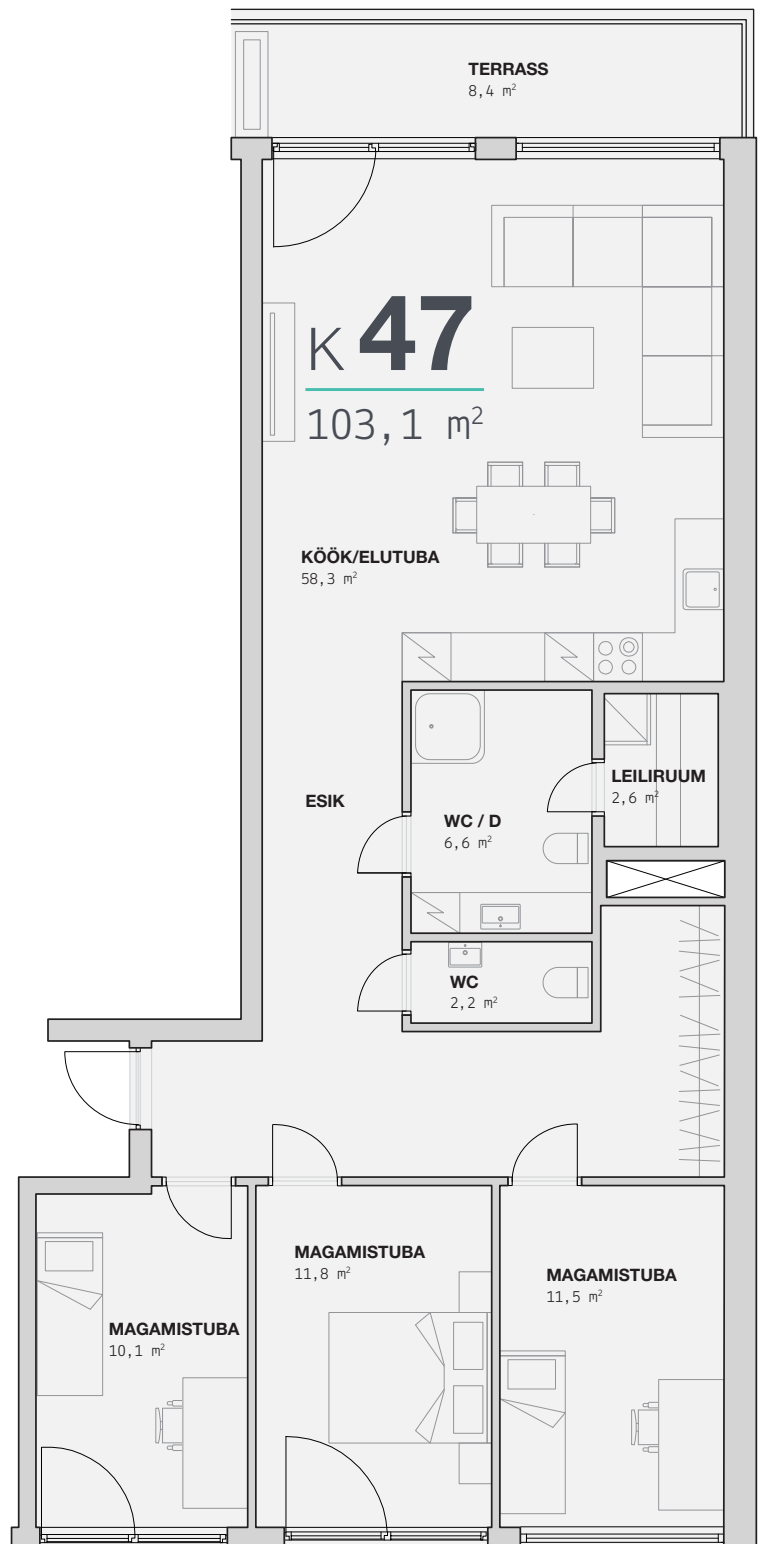 TERRASS
8,4 m²
K 47
103,1 m²
KÖÖK/ELUTUBA
58,3 m²
ESIK
LEILIRUUM
2,6 m²
WC / D
6,6 m²
WC
2,2 m²
MAGAMISTUBA
11,8 m²
MAGAMISTUBA
11,5 m²
MAGAMISTUBA
10,1 m²